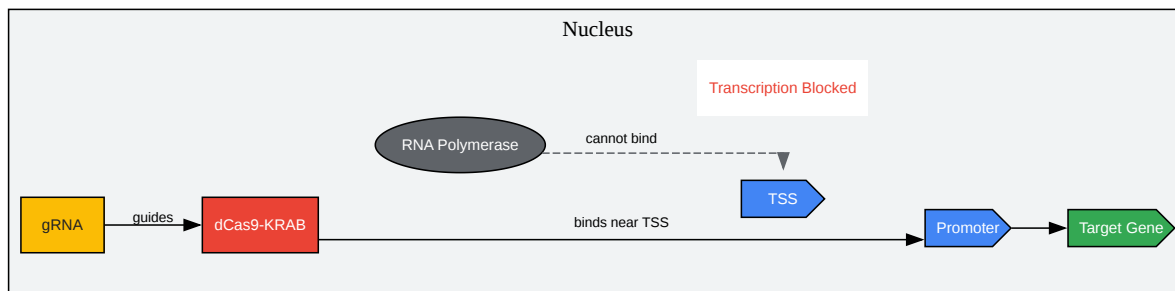 Nucleus
Transcription Blocked
RNA Polymerase
cannot bind
TSS
gRNA
guides
dCas9-KRAB
binds near TSS
Promoter
Target Gene